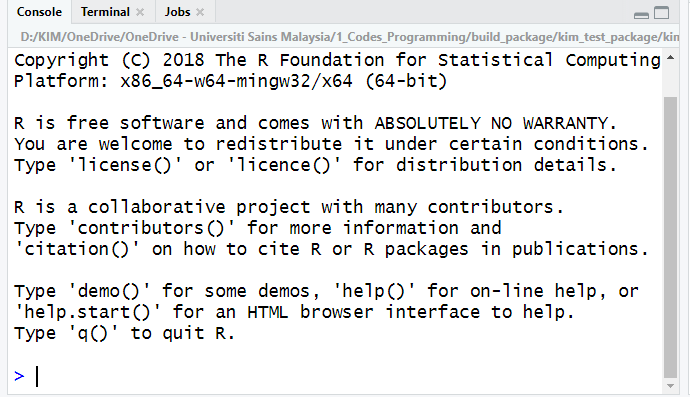 Console Terminal × Jobs ×
D:/KIM/OneDrive/OneDrive - Universiti Sains Malaysia/1_Codes_Programming/build_package/kim_test_package/kim
Copyright (C) 2018 The R Foundation for Statistical Computing
Platform: x86_64-w64-mingw32/x64 (64-bit)
R is free software and comes with ABSOLUTELY NO WARRANTY.
You are welcome to redistribute it under certain conditions.
Type 'license()' or 'licence()' for distribution details.
R is a collaborative project with many contributors.
Type 'contributors()' for more information and
'citation()' on how to cite R or R packages in publications.
Type 'demo()' for some demos, 'help()' for on-line help, or
'help.start()' for an HTML browser interface to help.
Type 'q()' to quit R.
>